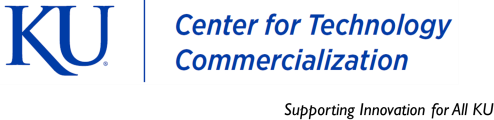 KU®
Center for Technology
Commercialization
Supporting Innovation for All KU